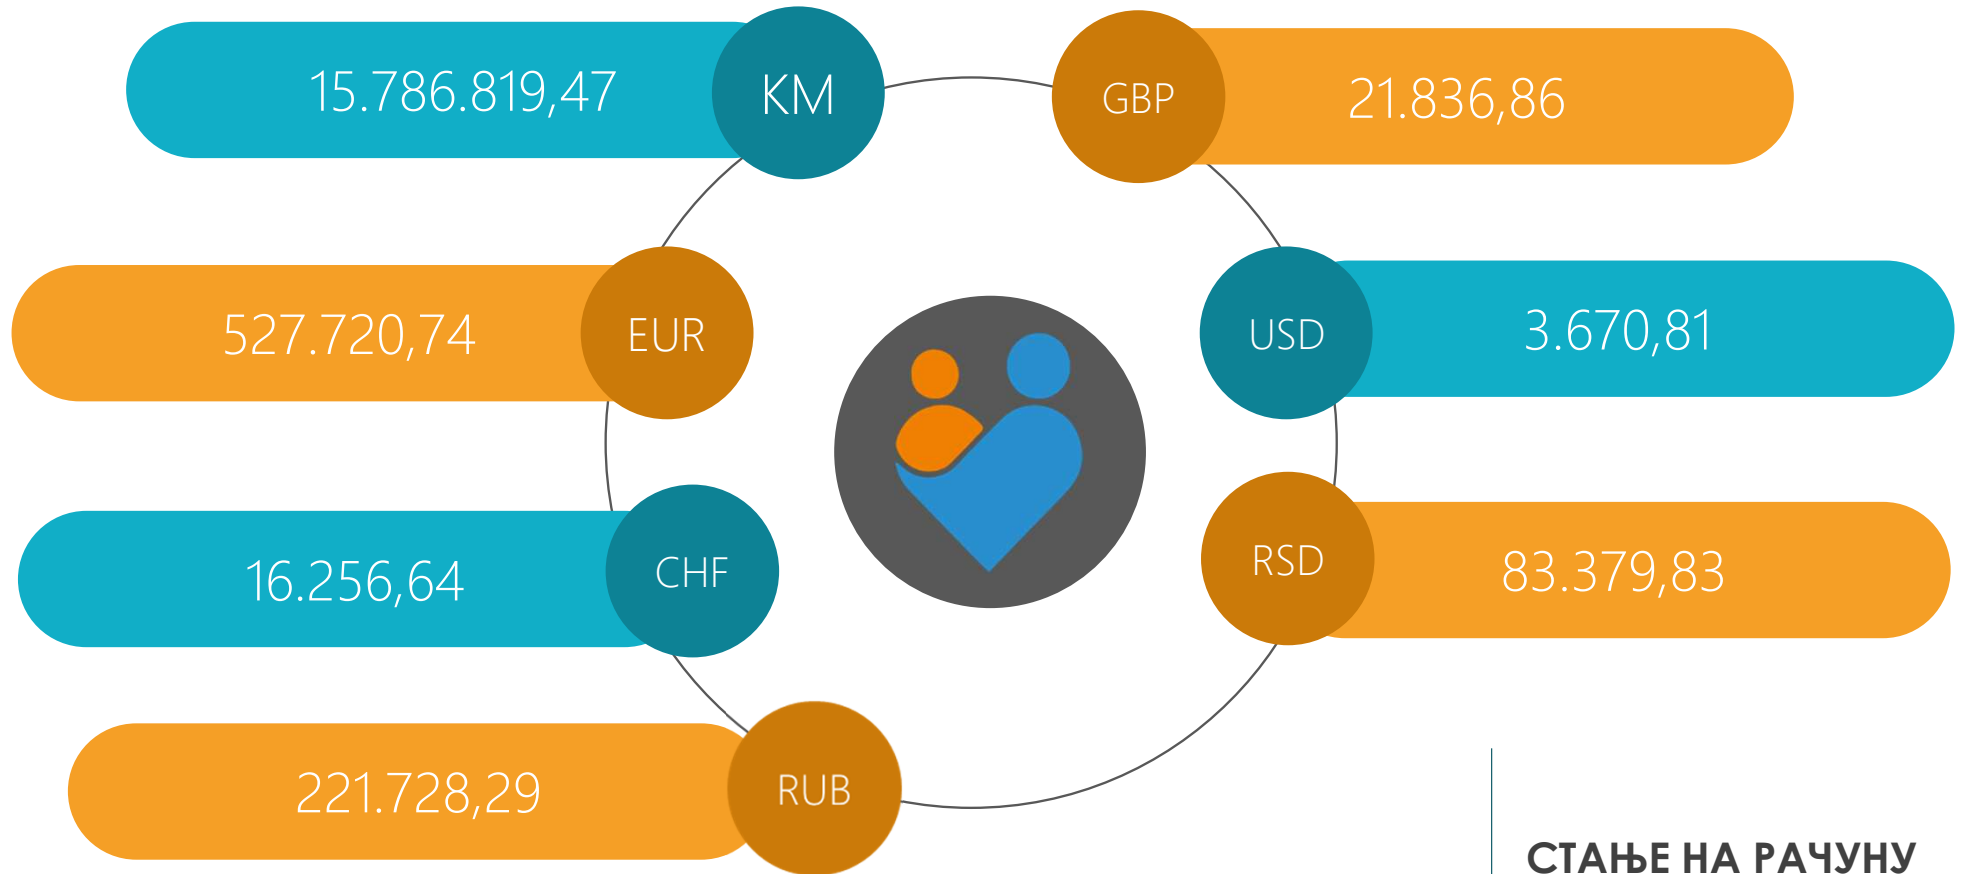 15.786.819,47 KM
GBP 21.836,86
527.720,74 EUR
USD 3.670,81
16.256,64 CHF
RSD 83.379,83
221.728,29 RUB
СТАЊЕ НА РАЧУНУ